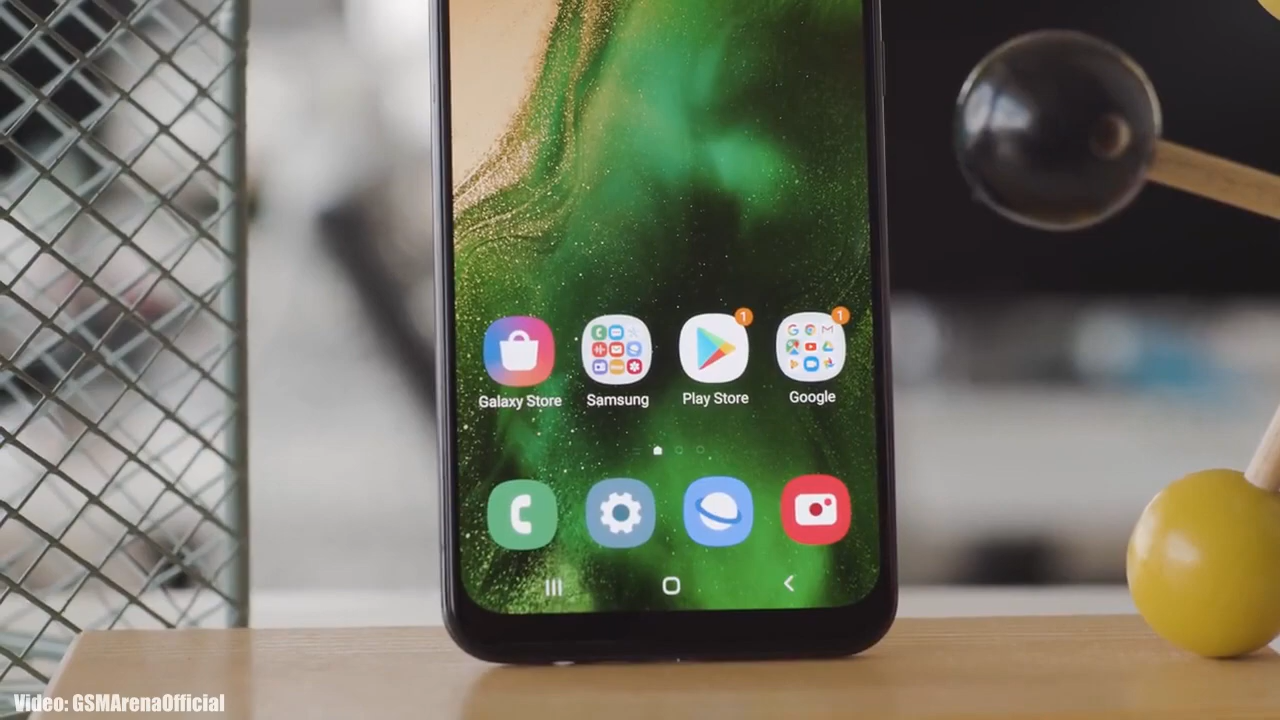 1
1
Galaxy Store
Samsung
Play Store
Google
Video: GSMArenaOfficial